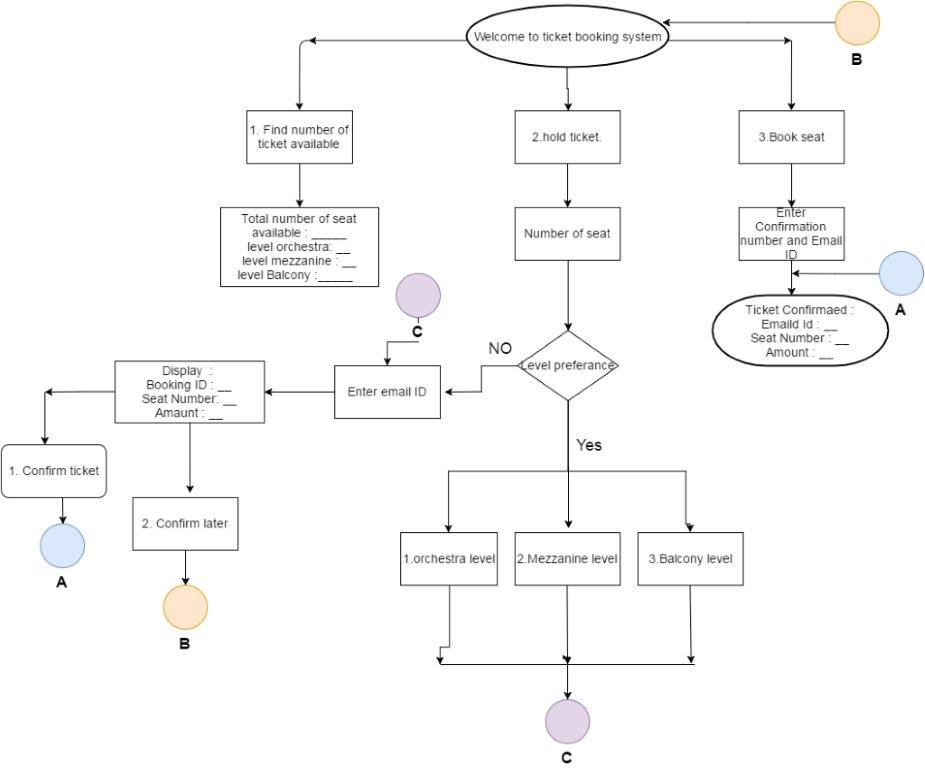 Welcome to ticket booking system
B
1. Find number of
ticket available
2.hold ticket.
3.Book seat
Total number of seat
available : _____
level orchestra: __
level mezzanine : __
level Balcony :_____
Number of seat
Enter
Confirmation
number and Email
ID
A
Ticket Confirmaed :
Emaild Id : __
Seat Number : __
Amount : __
C
NO
Level preferance
Enter email ID
Display :
Booking ID : __
Seat Number: __
Amaunt : __
Yes
1. Confirm ticket
2. Confirm later
1.orchestra level
2.Mezzanine level
3.Balcony level
A
B
C